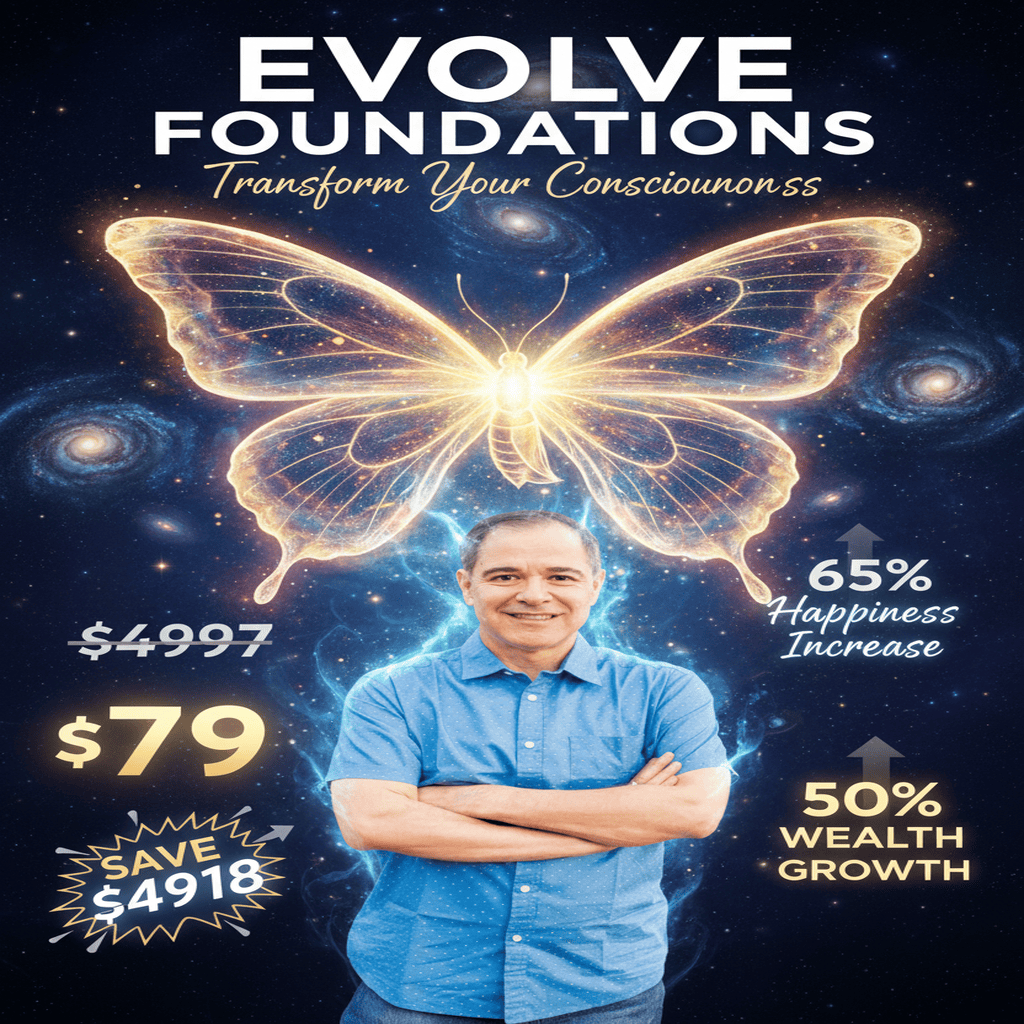 EVOLVE
FOUNDATIONS
Transform Your Consciounonss
65%
Happiness
Increase
$4997
$79
SAVE
$4918
50%
WEALTH
GROWTH